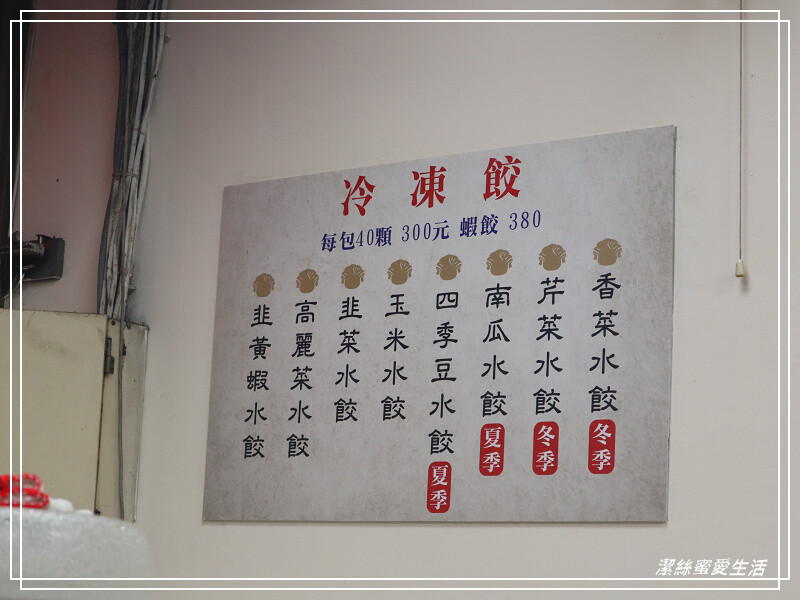 冷凍餃
每包40顆 300元 蝦餃 380
香菜水餃 冬季
芹菜水餃 冬季
南瓜水餃 夏季
四季豆水餃 夏季
玉米水餃
韭菜水餃
高麗菜水餃
韭黃蝦水餃
潔絲蜜愛生活